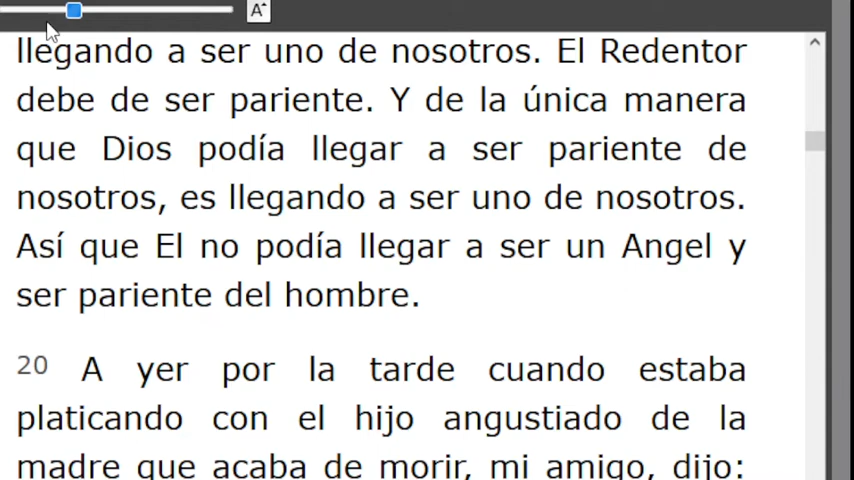 A
llegando a ser uno de nosotros. El Redentor
debe de ser pariente. Y de la única manera
que Dios podía llegar a ser pariente de
nosotros, es llegando a ser uno de nosotros.
Así que El no podía llegar a ser un Angel y
ser pariente del hombre.
20 A yer por la tarde cuando estaba
platicando con el hijo angustiado de la
madre que acaba de morir, mi amigo, dijo: